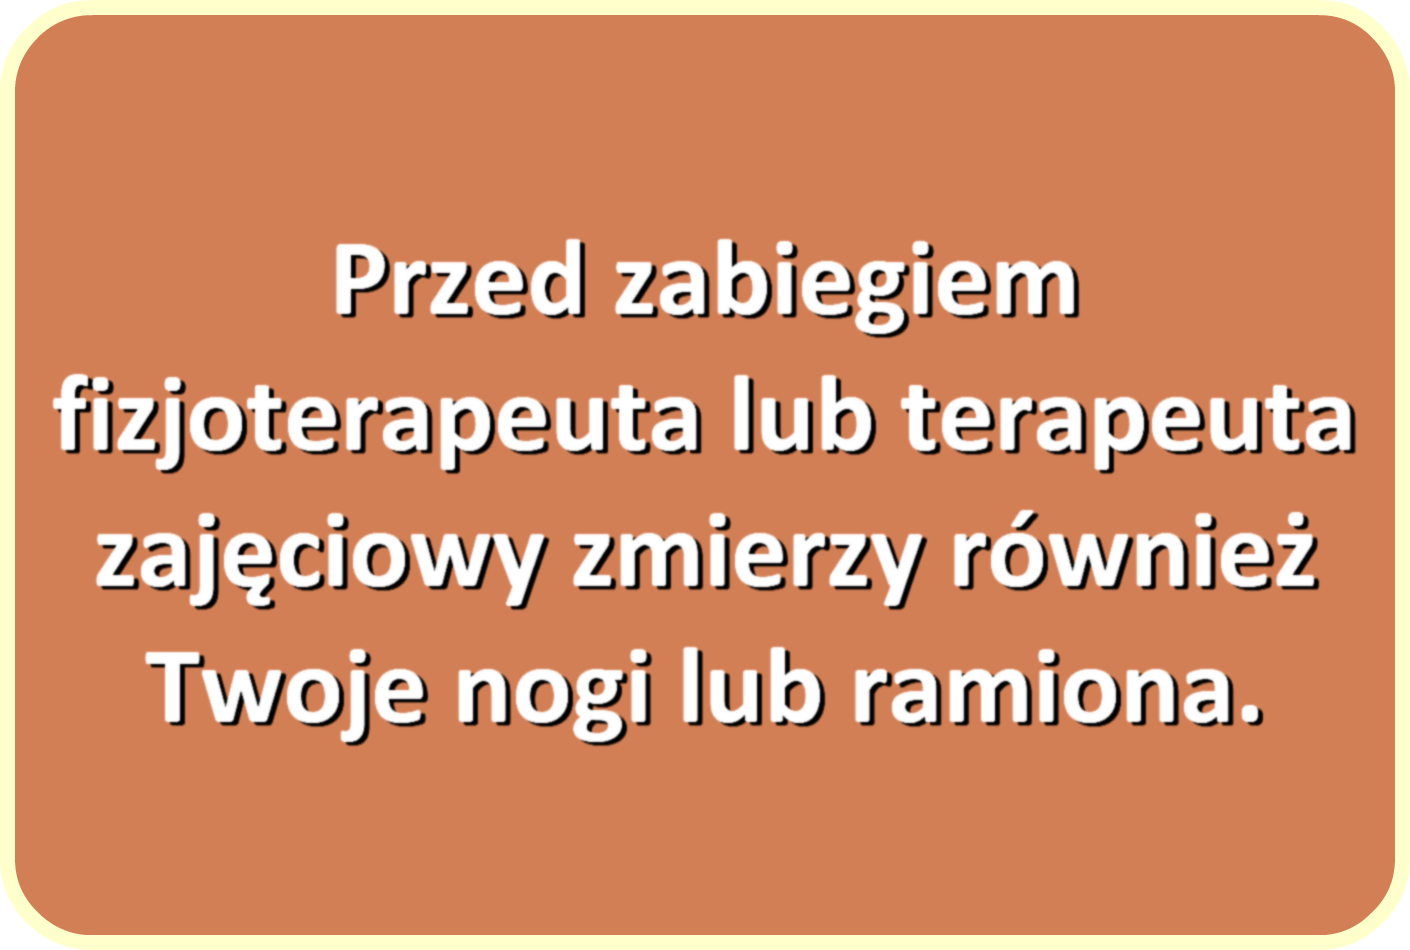 Przed zabiegiem
fizjoterapeuta lub terapeuta
zajęciowy zmierzy również
Twoje nogi lub ramiona.